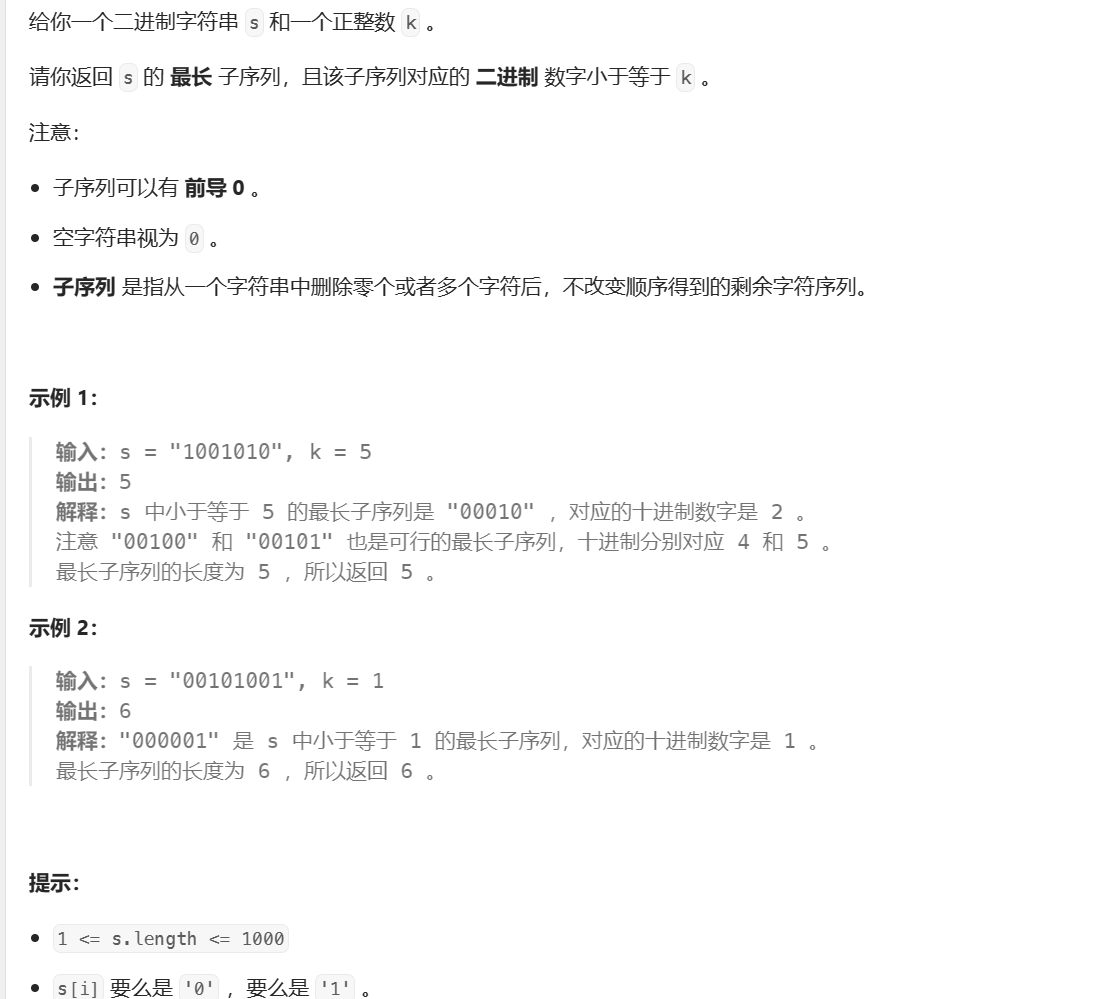 给你一个二进制字符串 s 和一个正整数 k 。
请你返回 s 的 最长 子序列，且该子序列对应的 二进制 数字小于等于 k 。
注意：
• 子序列可以有 前导 0 。
• 空字符串视为 0 。
• 子序列 是指从一个字符串中删除零个或者多个字符后，不改变顺序得到的剩余字符序列。
示例 1：
输入：s = "1001010", k = 5
输出：5
解释：s 中小于等于 5 的最长子序列是 "00010" ，对应的十进制数字是 2 。
注意 "00100" 和 "00101" 也是可行的最长子序列，十进制分别对应 4 和 5 。
最长子序列的长度为 5 ，所以返回 5 。
示例 2：
输入：s = "00101001", k = 1
输出：6
解释："000001" 是 s 中小于等于 1 的最长子序列，对应的十进制数字是 1 。
最长子序列的长度为 6 ，所以返回 6 。
提示：
• 1 <= s.length <= 1000
• s[i] 要么是 '0' ，要么是 '1' 。